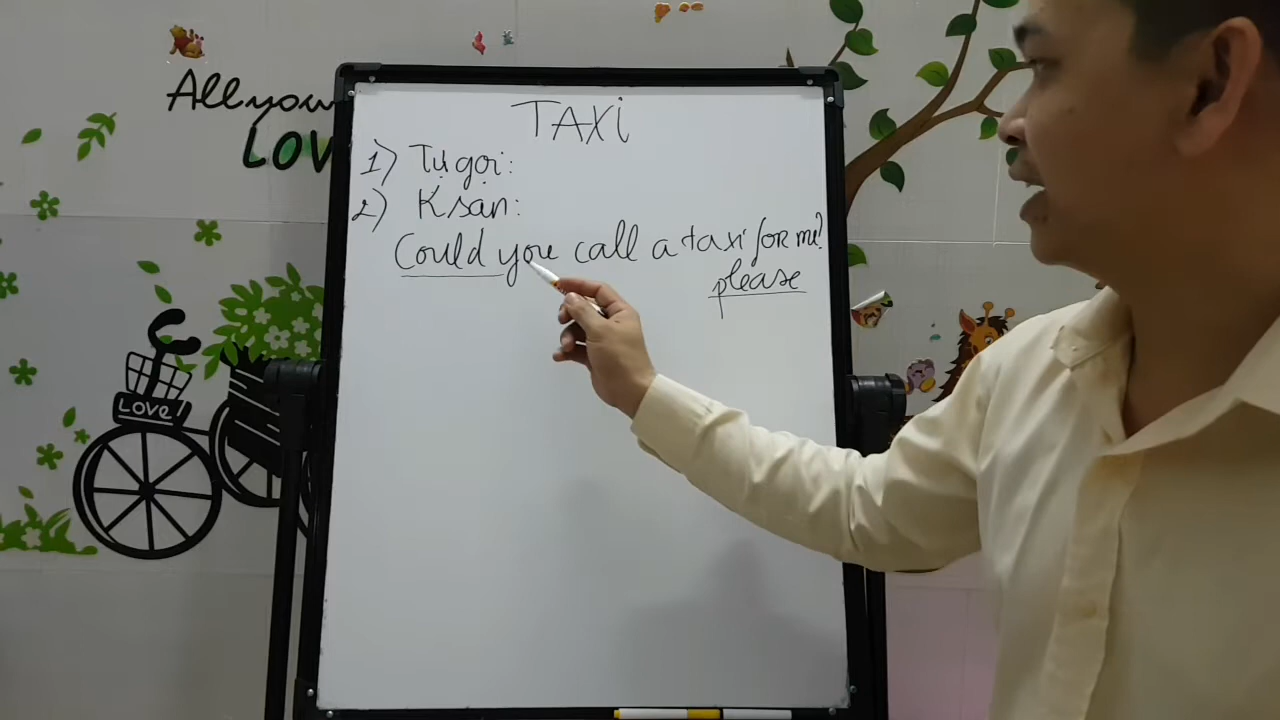 All you
LOV
LOVE!
TAXi
1) Tự gọi:
2) K'sạn:
Could you call a taxi for me?
please